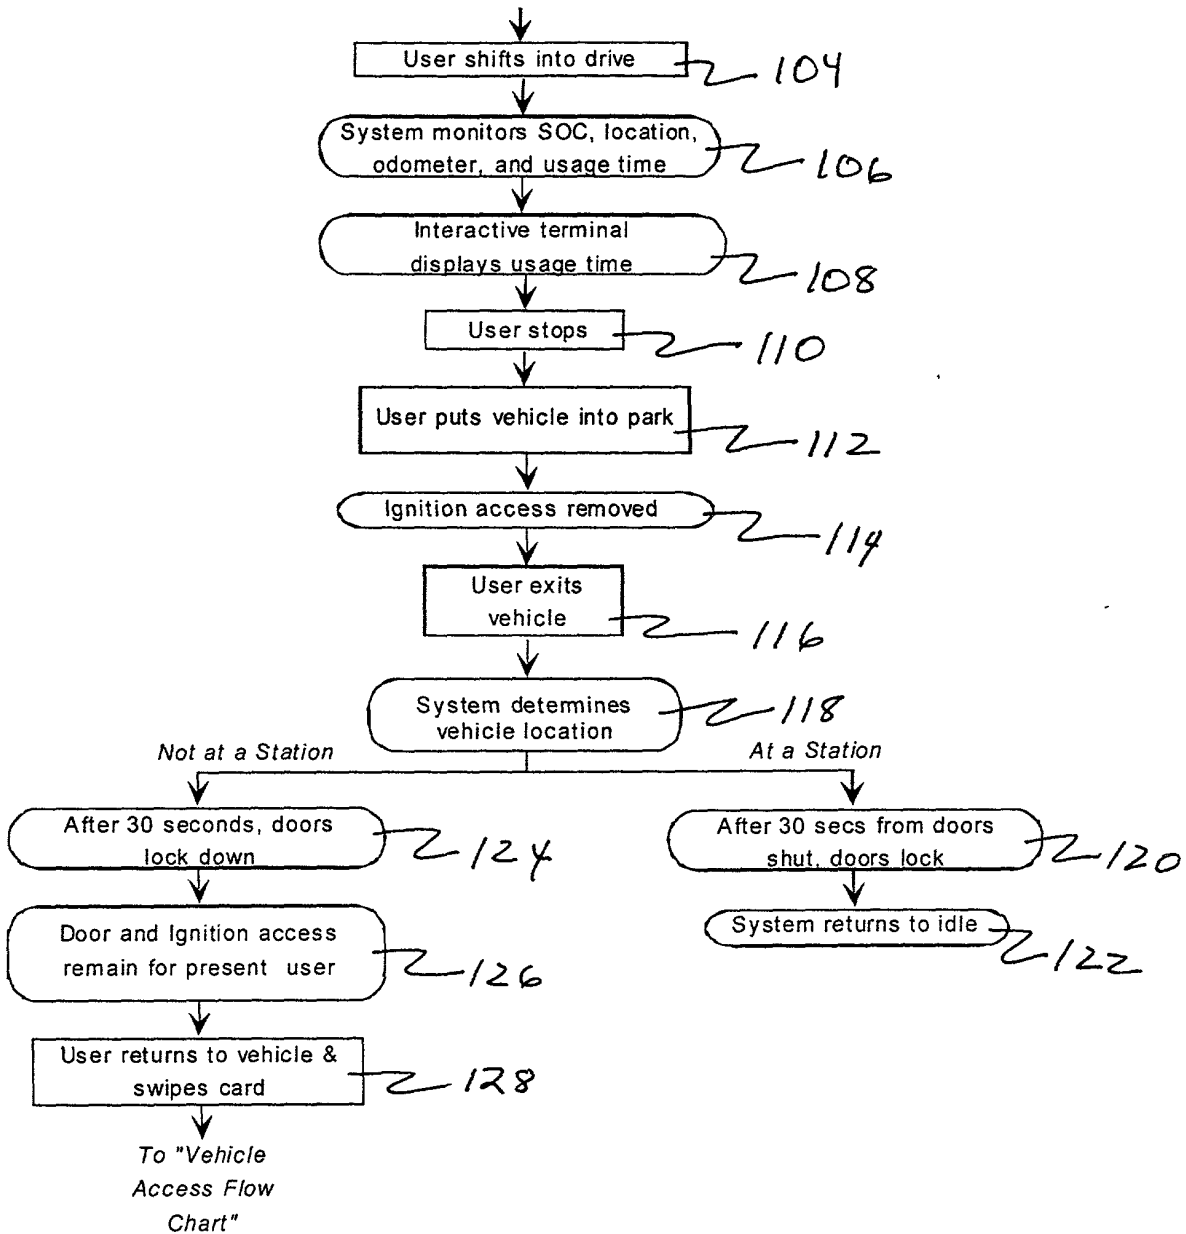 User shifts into drive
104
System monitors SOC, location,
odometer, and usage time
106
Interactive terminal
displays usage time
108
User stops
110
User puts vehicle into park
112
Ignition access removed
114
User exits
vehicle
116
System determines
vehicle location
118
Not at a Station
At a Station
After 30 seconds, doors
lock down
124
After 30 secs from doors
shut, doors lock
120
Door and Ignition access
remain for present user
126
System returns to idle
122
User returns to vehicle &
swipes card
128
To "Vehicle
Access Flow
Chart"